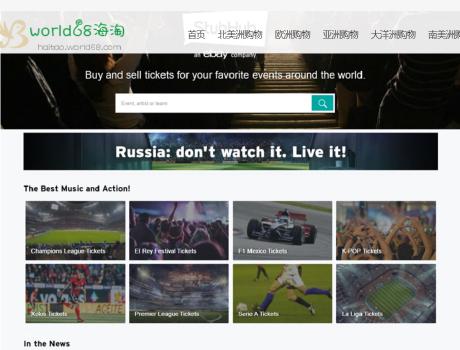 world68海淘
haitao.world68.com
首页 北美洲购物 欧洲洲购物 亚洲购物 大洋洲购物 南美洲购
StubHub
an ebay company
Buy and sell tickets for your favorite events around the world.
Event, artist or team
Russia: don't watch it. Live it!
The Best Music and Action!
Champions League Tickets
El Rey Festival Tickets
F1 Mexico Tickets
K-POP Tickets
Xolos Tickets
Premier League Tickets
Serie A Tickets
La Liga Tickets
In the News